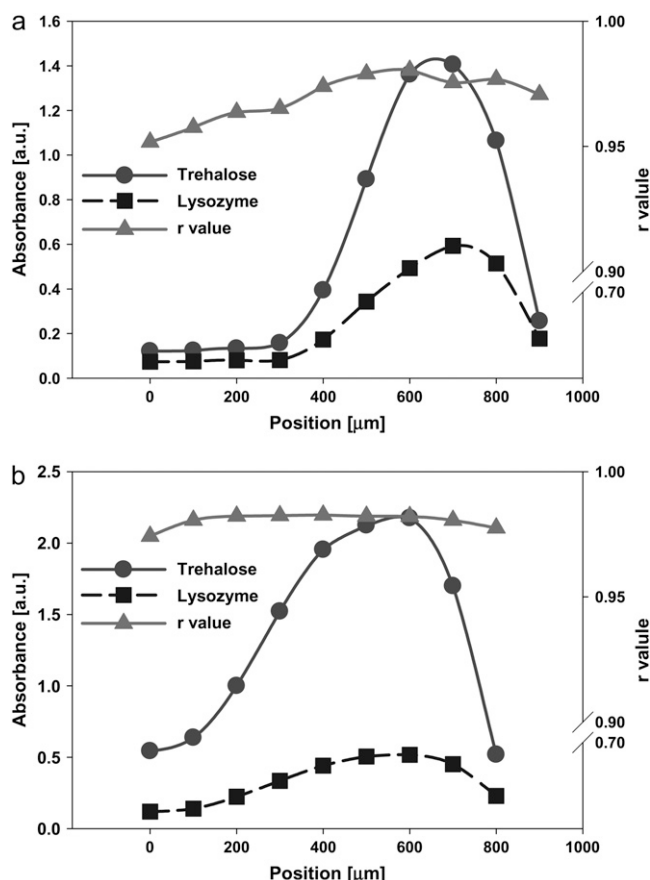 a
1.6
1.4
1.2
1.0
0.8
0.6
0.4
0.2
0.0
Absorbance [a.u.]
1.00
0.95
0.90
0.70
r valule
Trehalose
Lysozyme
r value
0 200 400 600 800 1000
Position [μm]
b
2.5
2.0
1.5
1.0
0.5
0.0
Absorbance [a.u.]
1.00
0.95
0.90
0.70
r valule
Trehalose
Lysozyme
r value
0 200 400 600 800 1000
Position [μm]